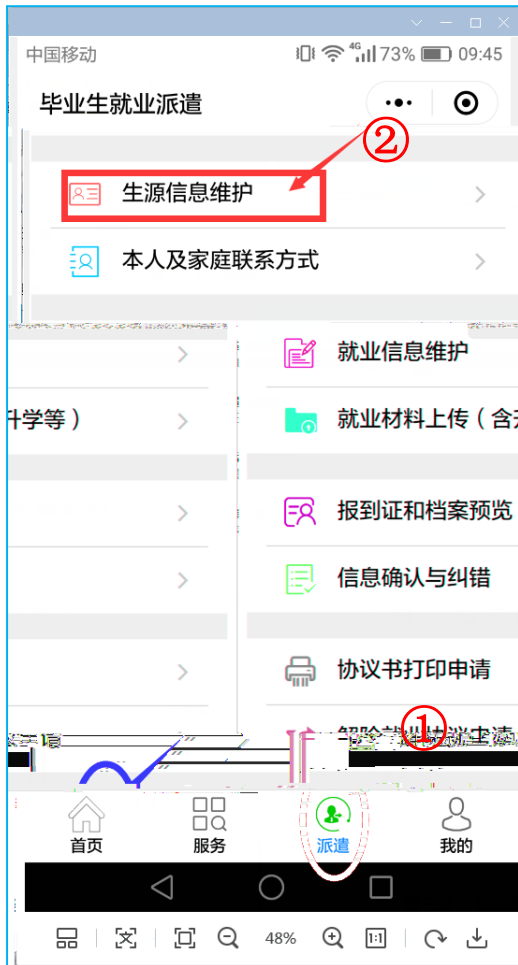 中国移动 4G 73% 09:45
毕业生就业派遣
②
生源信息维护
本人及家庭联系方式
就业信息维护
升学等） 就业材料上传（含升
报到证和档案预览
信息确认与纠错
协议书打印申请
①
首页 服务 派遣 我的
48% 1:1